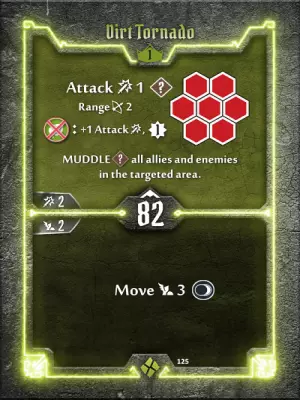 Dirt Tornado
1
Attack 1 ?
Range 2
: +1 Attack , 1
MUDDLE ? all allies and enemies
in the targeted area.
2
82
2
Move 3
125